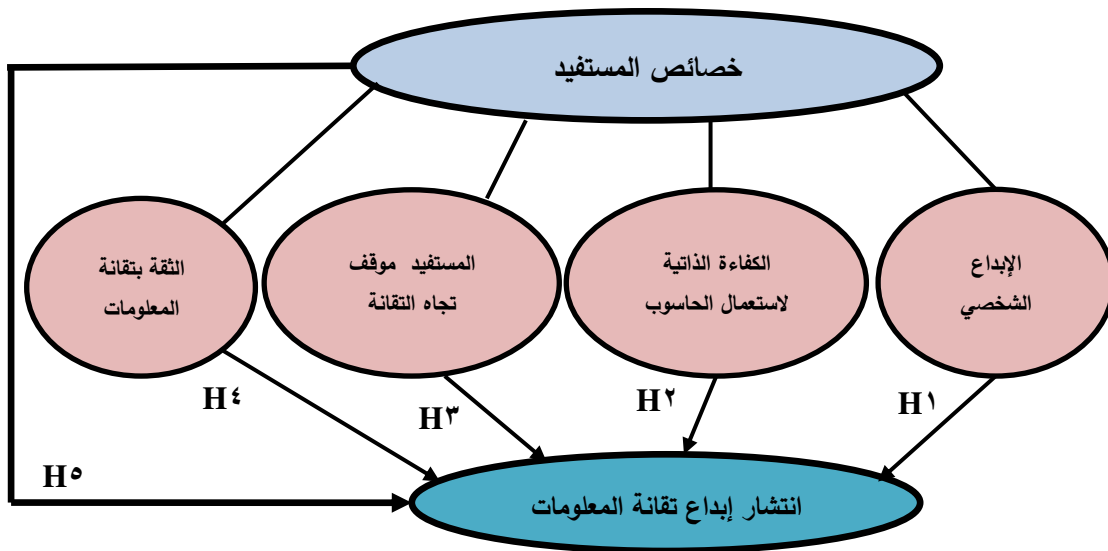 خصائص المستفيد
الإبداع
الشخصي
الكفاءة الذاتية
لاستعمال الحاسوب
المستفيد موقف
تجاه التقانة
الثقة بتقانة
المعلومات
H١
H٢
H٣
H٤
H٥
انتشار إبداع تقانة المعلومات